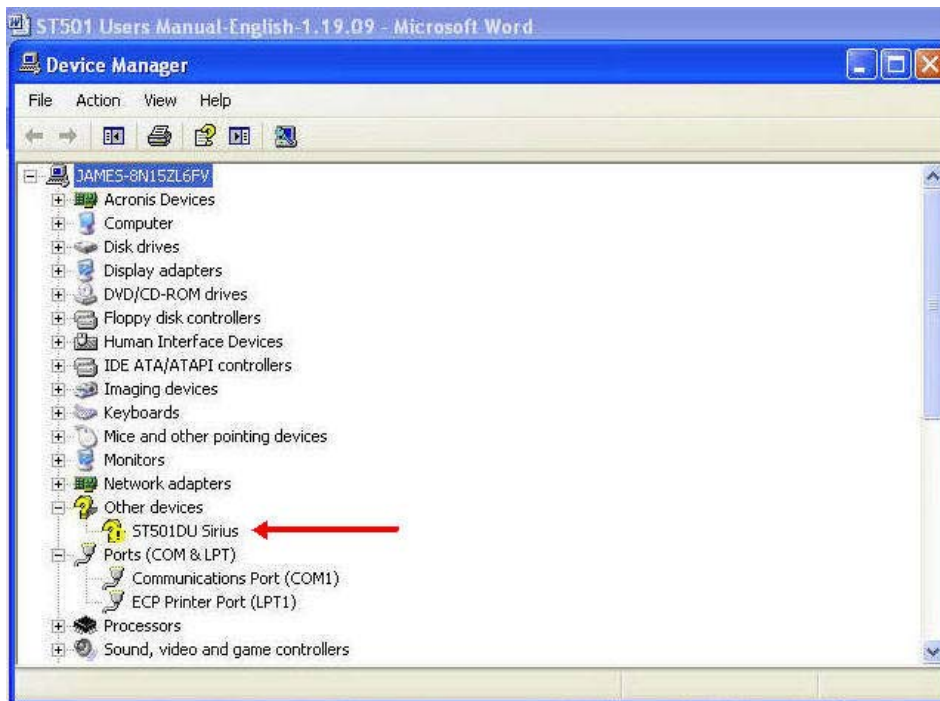 ST501 Users Manual-English-1.19.09 - Microsoft Word
Device Manager
File Action View Help
JAMES-8N15ZL6FV
Acronis Devices
Computer
Disk drives
Display adapters
DVD/CD-ROM drives
Floppy disk controllers
Human Interface Devices
IDE ATA/ATAPI controllers
Imaging devices
Keyboards
Mice and other pointing devices
Monitors
Network adapters
Other devices
ST501DU Sirius
Ports (COM & LPT)
Communications Port (COM1)
ECP Printer Port (LPT1)
Processors
Sound, video and game controllers